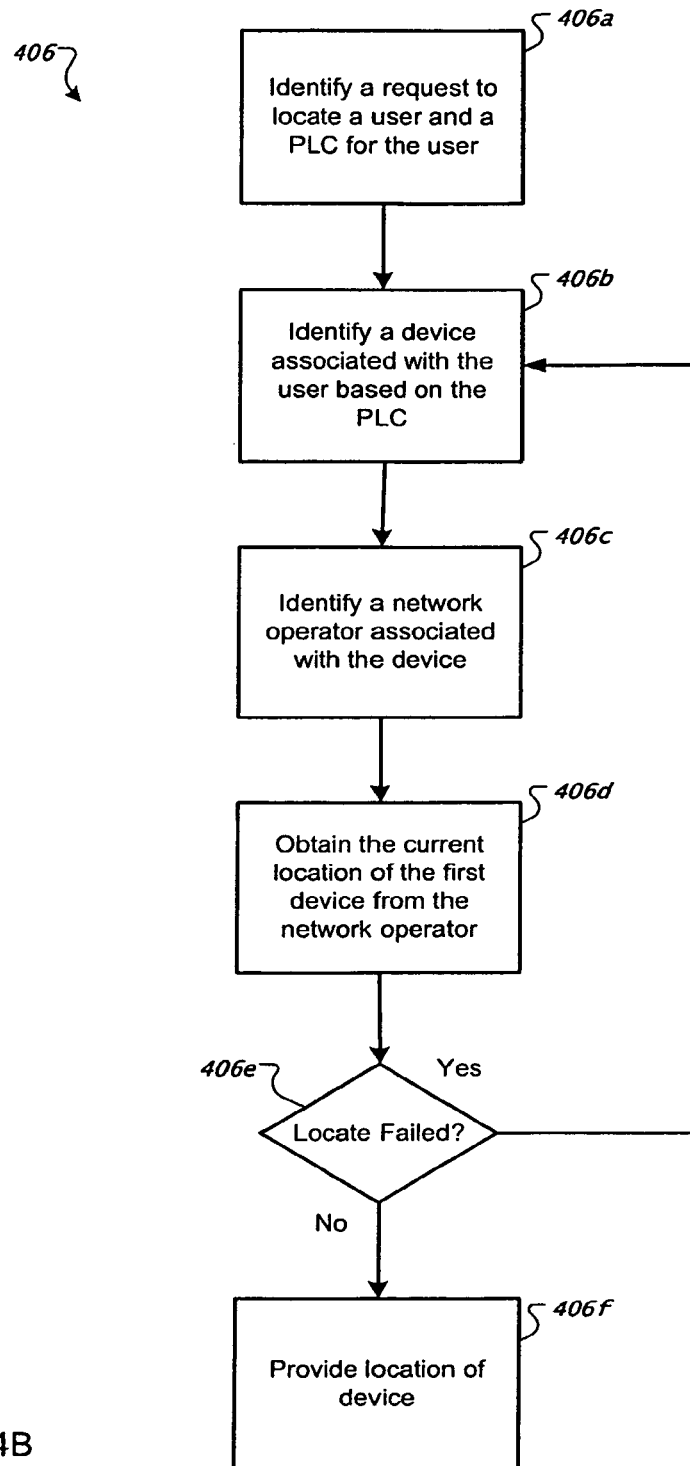 406
406a
Identify a request to
locate a user and a
PLC for the user
406b
Identify a device
associated with the
user based on the
PLC
406c
Identify a network
operator associated
with the device
406d
Obtain the current
location of the first
device from the
network operator
406e
Yes
Locate Failed?
No
406f
Provide location of
device
4B